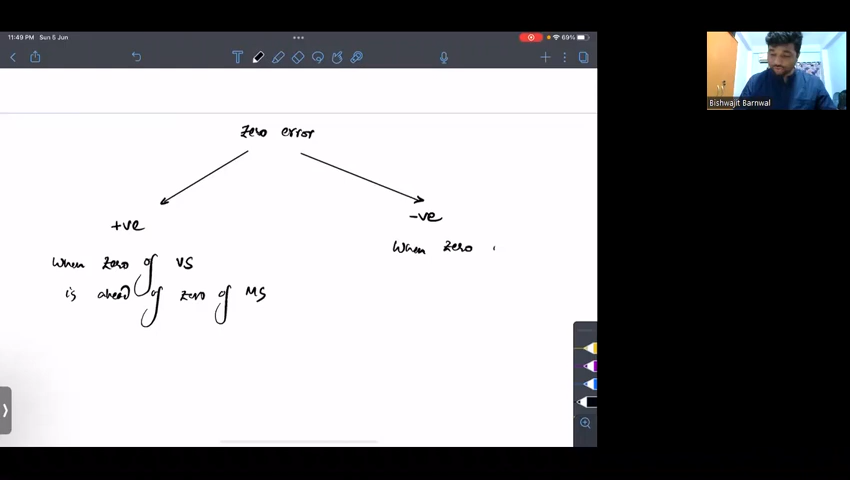 11:49 PM Sun 5 Jun
69%
T
Bishwajit Barnwal
Zero error
+ve
-ve
When zero of VS
is ahead of zero of MS
When zero